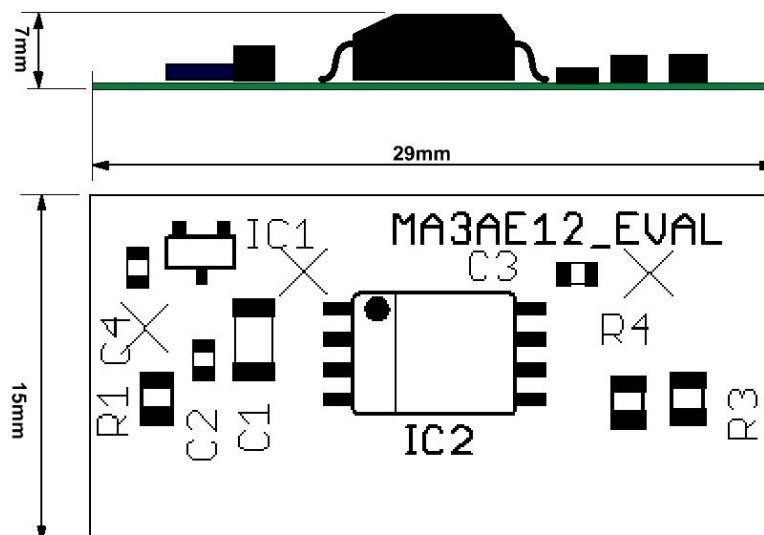 7mm
29mm
MA3AE12_EVAL
IC1
C3
C4
R4
15mm
R1
C2
C1
IC2
R3